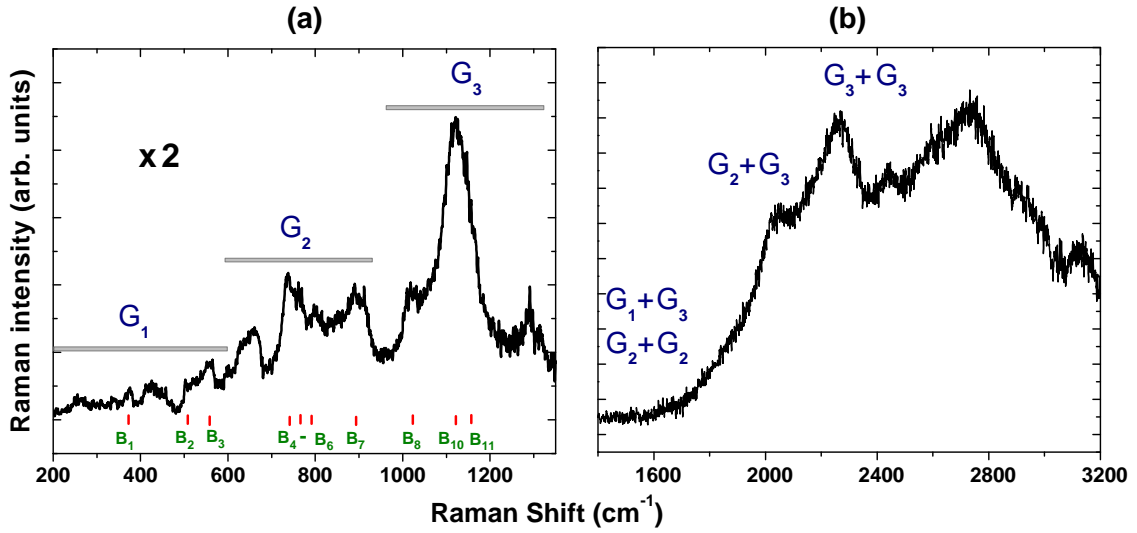 (a) (b)
Raman intensity (arb. units)
x 2
G₁
G₂
G₃
B₁ B₂ B₃ B₄ - B₆ B₇ B₈ B₁₀ B₁₁
200 400 600 800 1000 1200
G₃+G₃
G₂+G₃
G₁+G₃
G₂+G₂
1600 2000 2400 2800 3200
Raman Shift (cm⁻¹)